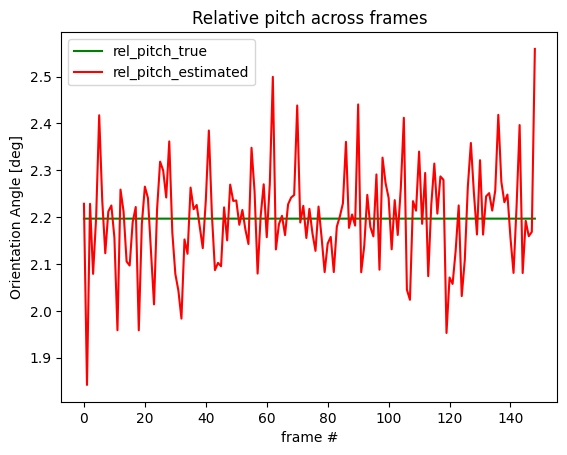 Relative pitch across frames
rel_pitch_true
rel_pitch_estimated
Orientation Angle [deg]
2.5
2.4
2.3
2.2
2.1
2.0
1.9
0 20 40 60 80 100 120 140
frame #